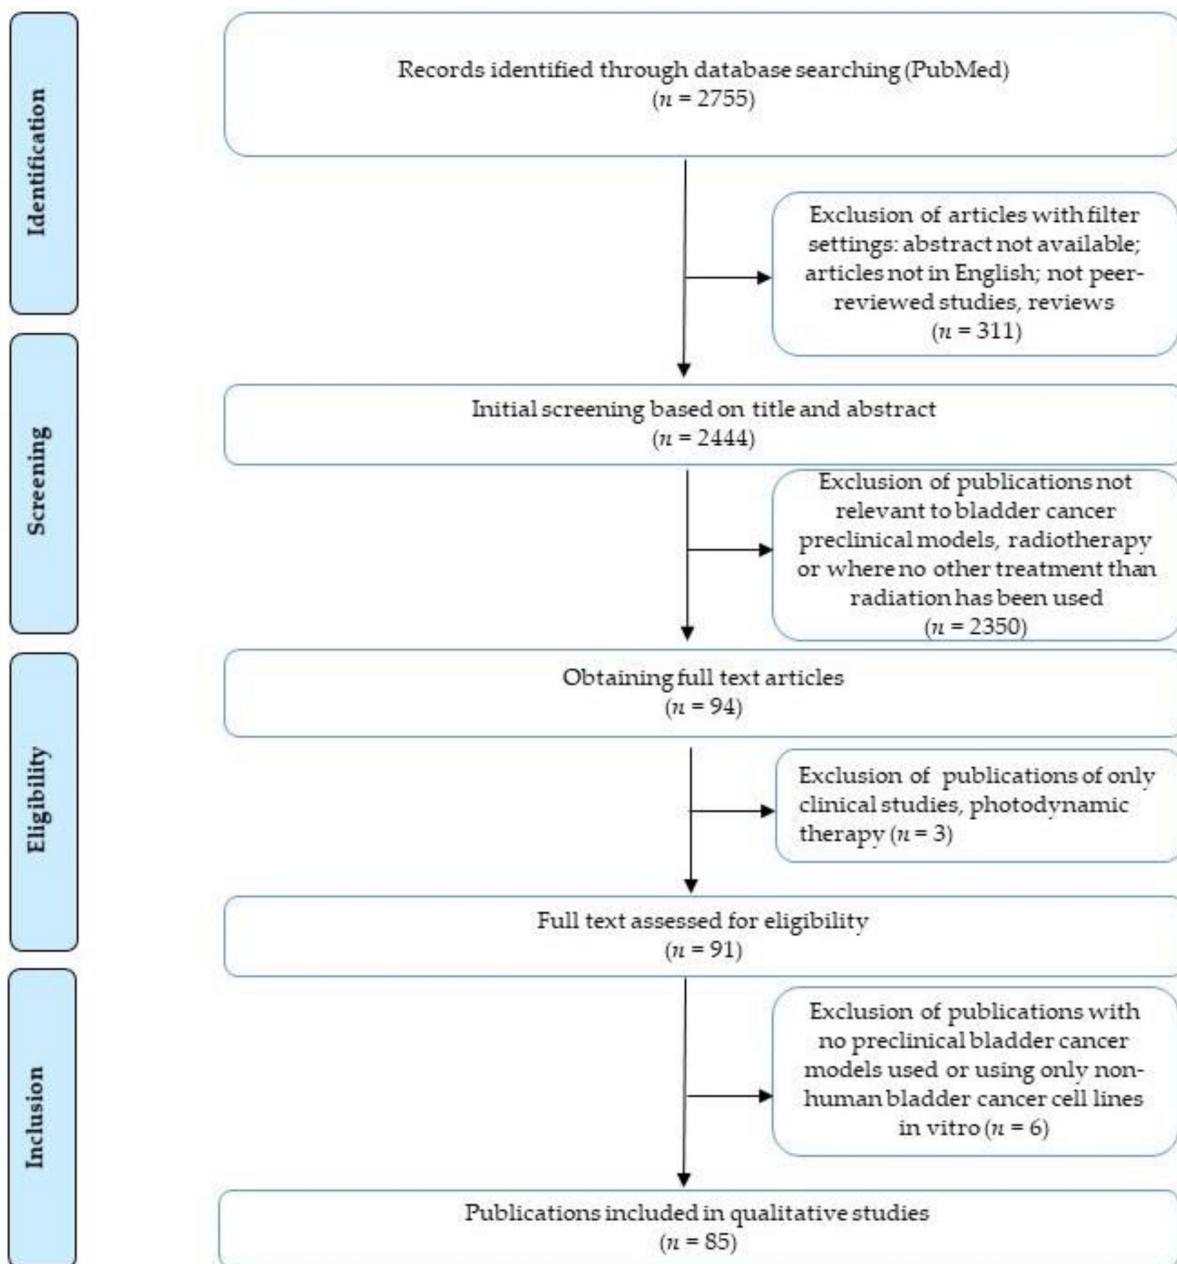 Identification
Records identified through database searching (PubMed)
(n = 2755)
Exclusion of articles with filter
settings: abstract not available;
articles not in English; not peer-
reviewed studies, reviews
(n = 311)
Screening
Initial screening based on title and abstract
(n = 2444)
Exclusion of publications not
relevant to bladder cancer
preclinical models, radiotherapy
or where no other treatment than
radiation has been used
(n = 2350)
Eligibility
Obtaining full text articles
(n = 94)
Exclusion of publications of only
clinical studies, photodynamic
therapy (n = 3)
Full text assessed for eligibility
(n = 91)
Inclusion
Exclusion of publications with
no preclinical bladder cancer
models used or using only non-
human bladder cancer cell lines
in vitro (n = 6)
Publications included in qualitative studies
(n = 85)